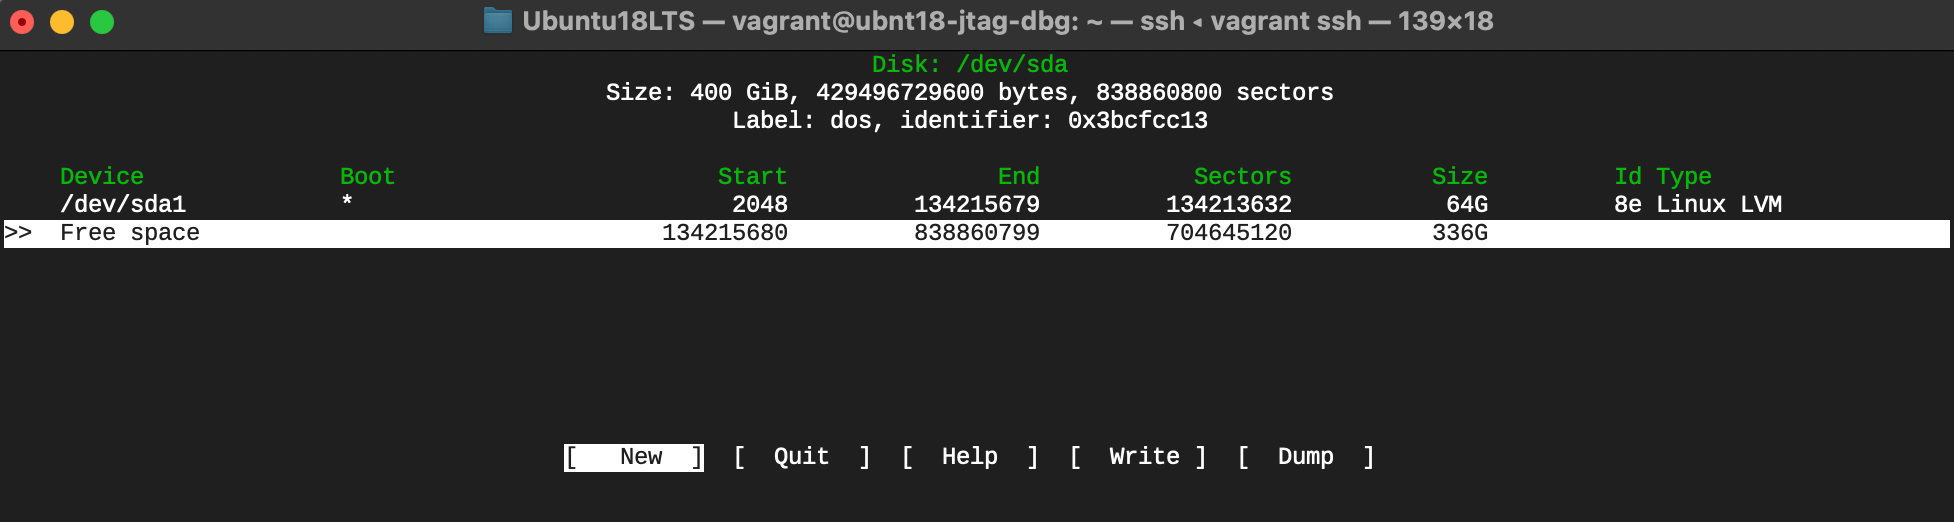 Ubuntu18LTS — vagrant@ubnt18-jtag-dbg: ~ — ssh ◂ vagrant ssh — 139×18
Disk: /dev/sda
Size: 400 GiB, 429496729600 bytes, 838860800 sectors
Label: dos, identifier: 0x3bcfcc13
Device Boot Start End Sectors Size Id Type
/dev/sda1 * 2048 134215679 134213632 64G 8e Linux LVM
>> Free space 134215680 838860799 704645120 336G
[ New ] [ Quit ] [ Help ] [ Write ] [ Dump ]